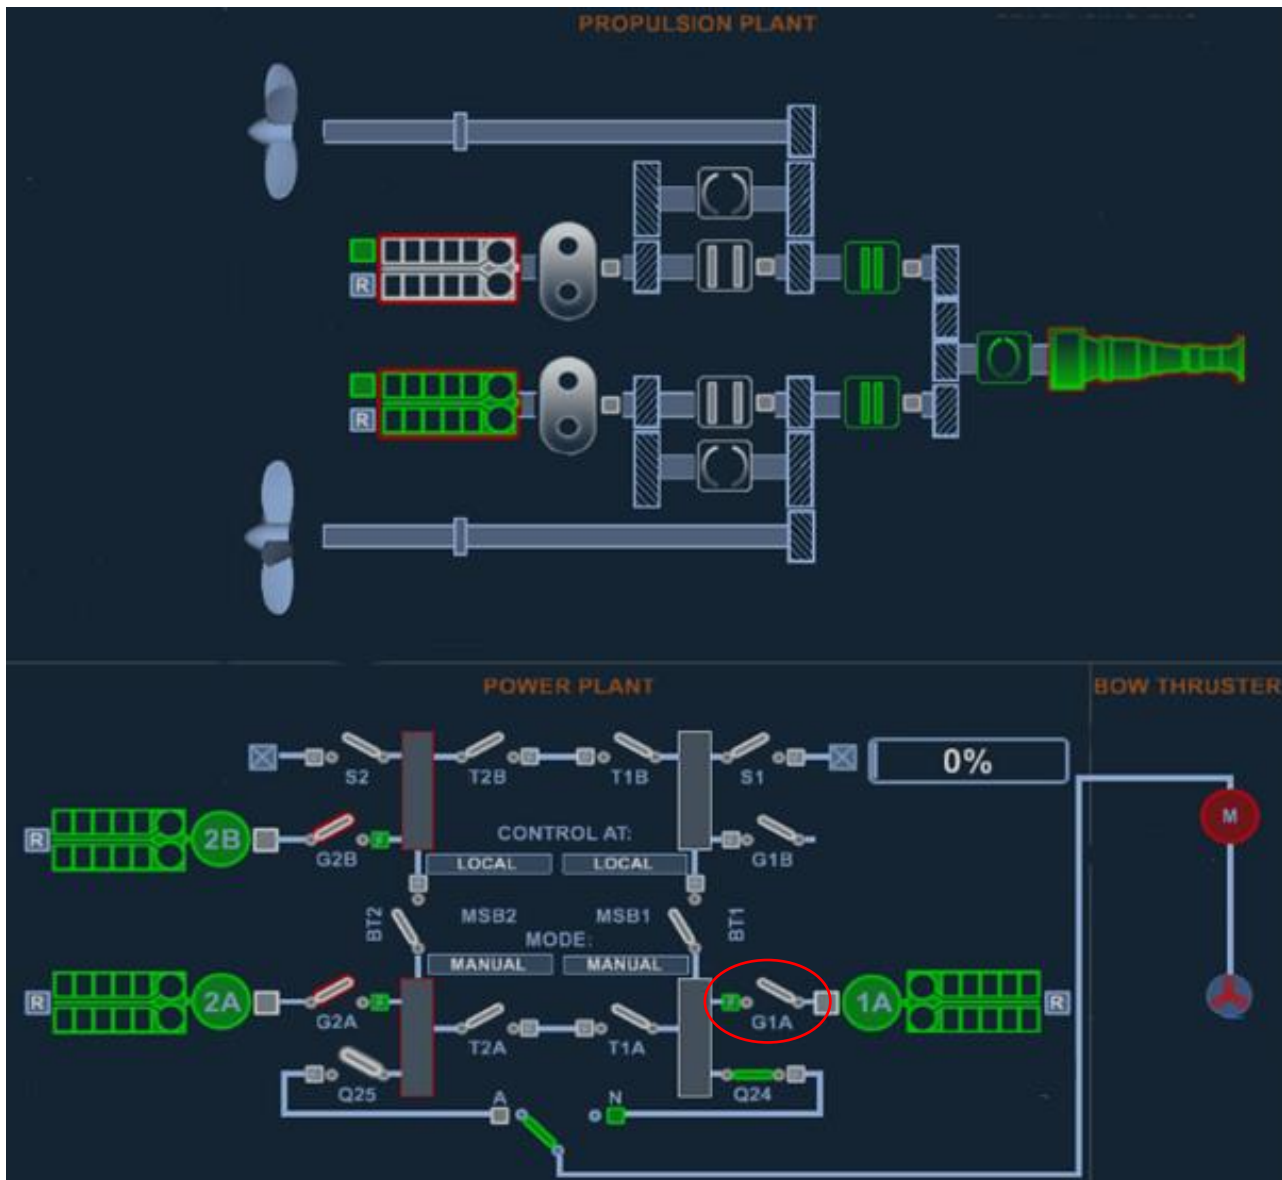 PROPULSION PLANT
R
R
POWER PLANT
BOW THRUSTER
S2
T2B
T1B
S1
0%
M
R
2B
G2B
CONTROL AT:
G1B
LOCAL
LOCAL
BT2
MSB2
MSB1
BT1
MODE:
MANUAL
MANUAL
R
2A
G2A
G1A
1A
R
T2A
T1A
Q25
Q24
A
N